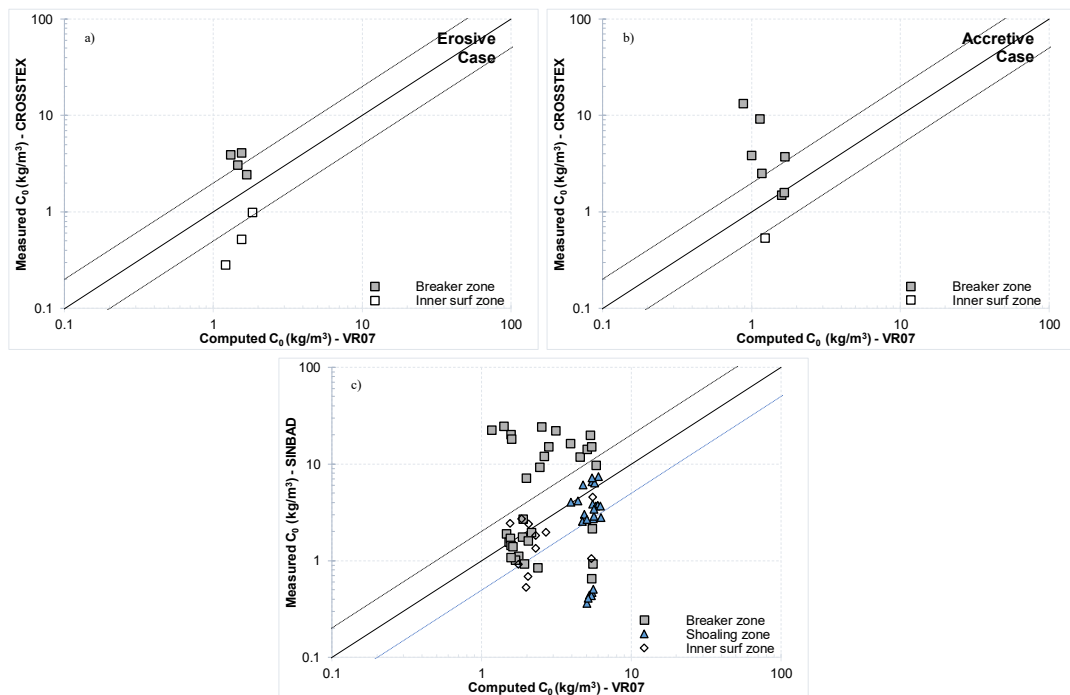 a)
Erosive
Case
100
10
1
0.1
Measured C₀ (kg/m³) - CROSSTEX
Breaker zone
Inner surf zone
0.1 1 10 100
Computed C₀ (kg/m³) - VR07
b)
Accretive
Case
100
10
1
0.1
Measured C₀ (kg/m³) - CROSSTEX
Breaker zone
Inner surf zone
0.1 1 10 100
Computed C₀ (kg/m³) - VR07
c)
100
10
1
0.1
Measured C₀ (kg/m³) - SINBAD
Breaker zone
Shoaling zone
Inner surf zone
0.1 1 10 100
Computed C₀ (kg/m³) - VR07